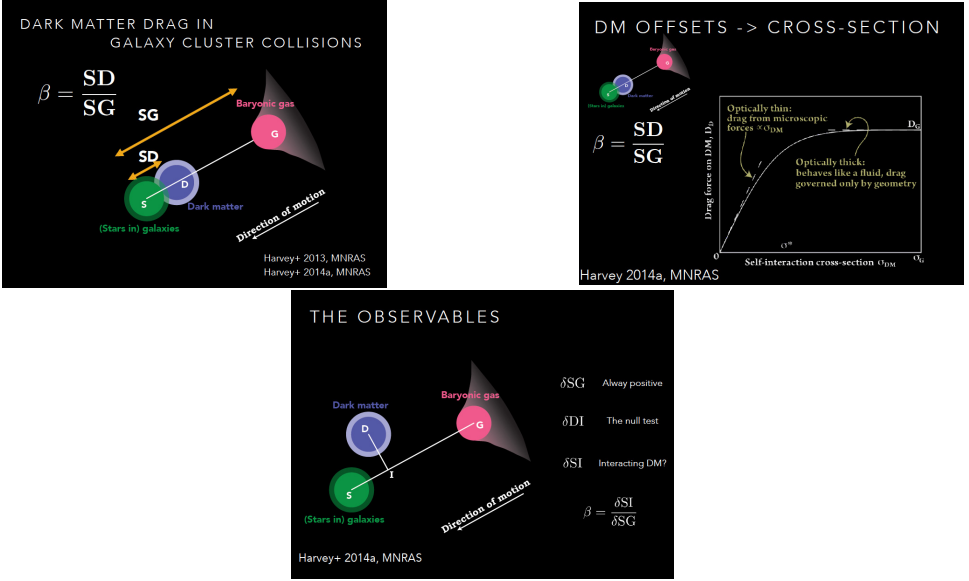 DARK MATTER DRAG IN
GALAXY CLUSTER COLLISIONS
β = SD / SG
SG
SD
Baryonic gas
G
D
S
Dark matter
(Stars in) galaxies
Direction of motion
Harvey+ 2013, MNRAS
Harvey+ 2014a, MNRAS
DM OFFSETS -> CROSS-SECTION
Baryonic gas
G
D
S
Dark matter
(Stars in) galaxies
Direction of motion
β = SD / SG
Optically thin:
drag from microscopic
forces ∝ σDM
DG
Optically thick:
behaves like a fluid, drag
governed only by geometry
Drag force on DM, DD
σ*
0
Self-interaction cross-section σDM
σG
Harvey 2014a, MNRAS
THE OBSERVABLES
Dark matter
D
Baryonic gas
G
I
S
(Stars in) galaxies
Direction of motion
δSG Alway positive
δDI The null test
δSI Interacting DM?
β = δSI / δSG
Harvey+ 2014a, MNRAS